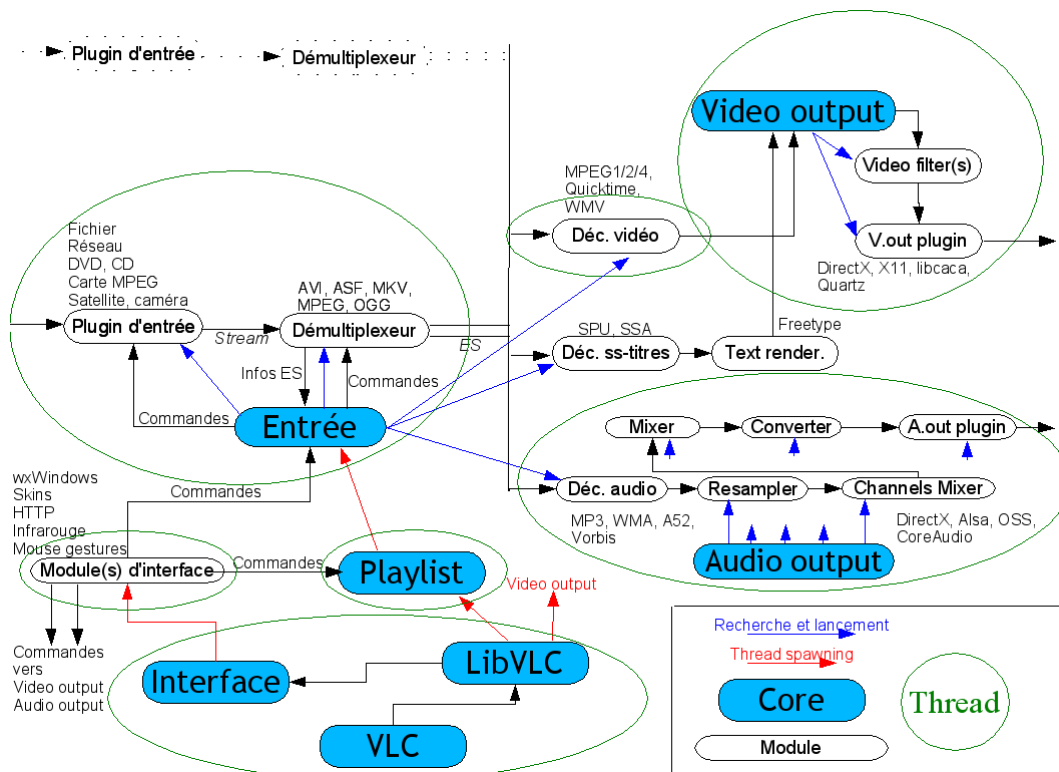 Plugin d'entrée
Démultiplexeur
Video output
Video filter(s)
V.out plugin
DirectX, X11, libcaca,
Quartz
MPEG1/2/4,
Quicktime,
WMV
Déc. vidéo
Fichier
Réseau
DVD, CD
Carte MPEG
Satellite, caméra
Plugin d'entrée
Stream
AVI, ASF, MKV,
MPEG, OGG
Démultiplexeur
ES
Infos ES
Commandes
Commandes
Entrée
SPU, SSA
Déc. ss-titres
Text render.
Freetype
Mixer
Converter
A.out plugin
Déc. audio
Resampler
Channels Mixer
MP3, WMA, A52,
Vorbis
DirectX, Alsa, OSS,
CoreAudio
Audio output
Commandes
wxWindows
Skins
HTTP
Infrarouge
Mouse gestures
Module(s) d'interface
Commandes
Playlist
Video output
Commandes
vers
Video output
Audio output
Interface
LibVLC
VLC
Recherche et lancement
Thread spawning
Core
Module
Thread